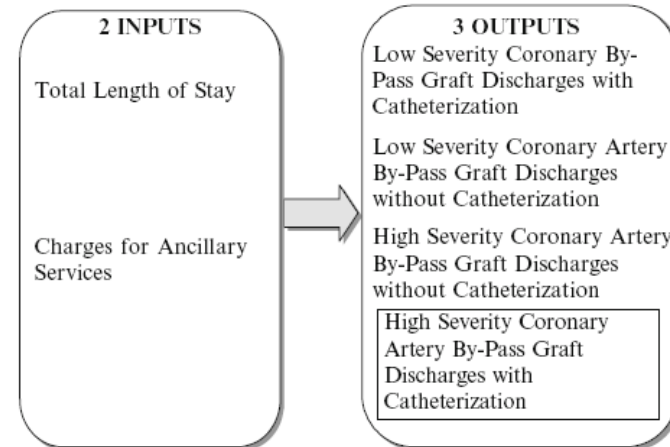 2 INPUTS
Total Length of Stay
Charges for Ancillary
Services
3 OUTPUTS
Low Severity Coronary By-
Pass Graft Discharges with
Catheterization
Low Severity Coronary Artery
By-Pass Graft Discharges
without Catheterization
High Severity Coronary Artery
By-Pass Graft Discharges
without Catheterization
High Severity Coronary
Artery By-Pass Graft
Discharges with
Catheterization